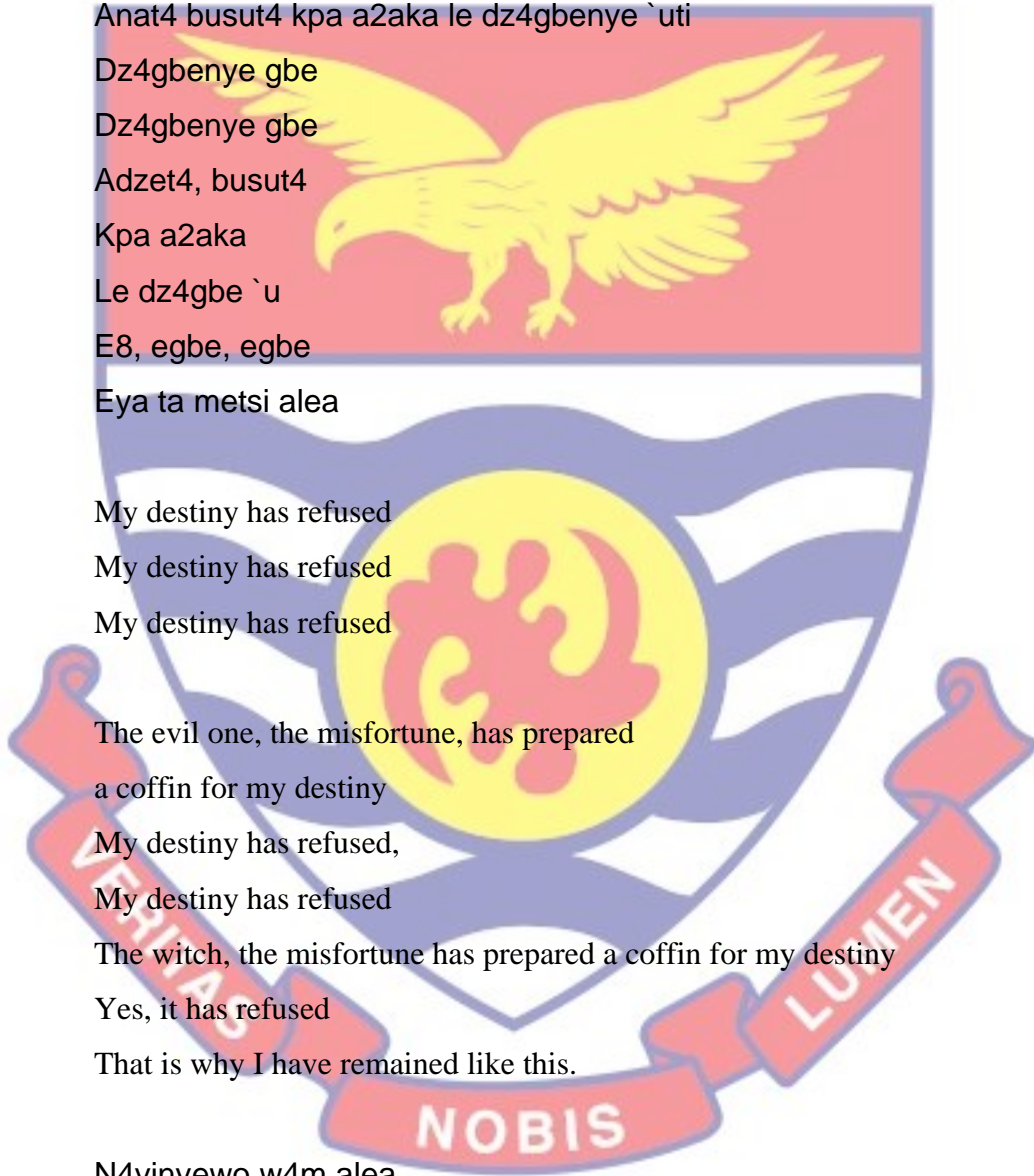 Anat4 busut4 kpa a2aka le dz4gbenye `uti
Dz4gbenye gbe
Dz4gbenye gbe
Adzet4, busut4
Kpa a2aka
Le dz4gbe `u
E8, egbe, egbe
Eya ta metsi alea
My destiny has refused
My destiny has refused
My destiny has refused
The evil one, the misfortune, has prepared
a coffin for my destiny
My destiny has refused,
My destiny has refused
The witch, the misfortune has prepared a coffin for my destiny
Yes, it has refused
That is why I have remained like this.
VERITAS NOBIS LUMEN
N4vinyewo w4m alea